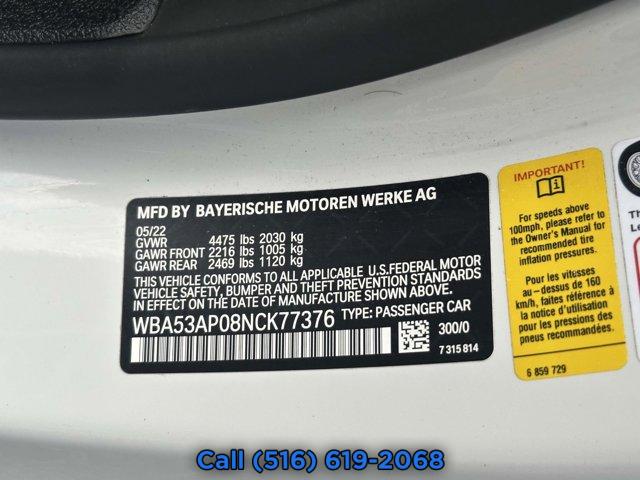 MFD BY BAYERISCHE MOTOREN WERKE AG
05/22
GVWR 4475 lbs 2030 kg
GAWR FRONT 2216 lbs 1005 kg
GAWR REAR 2469 lbs 1120 kg
THIS VEHICLE CONFORMS TO ALL APPLICABLE U.S.FEDERAL MOTOR
VEHICLE SAFETY, BUMPER AND THEFT PREVENTION STANDARDS
IN EFFECT ON THE DATE OF MANUFACTURE SHOWN ABOVE.
WBA53AP08NCK77376 TYPE: PASSENGER CAR
300/0
7 315 814
IMPORTANT!
For speeds above
100mph, please refer to
the Owner's Manual for
recommended tire
inflation pressures.
Pour les vitesses
au-dessus de 160
km/h, faire référence à
la notice d'utilisation
pour les pressions
recommandées.
6 859 729
Call (516) 619-2068